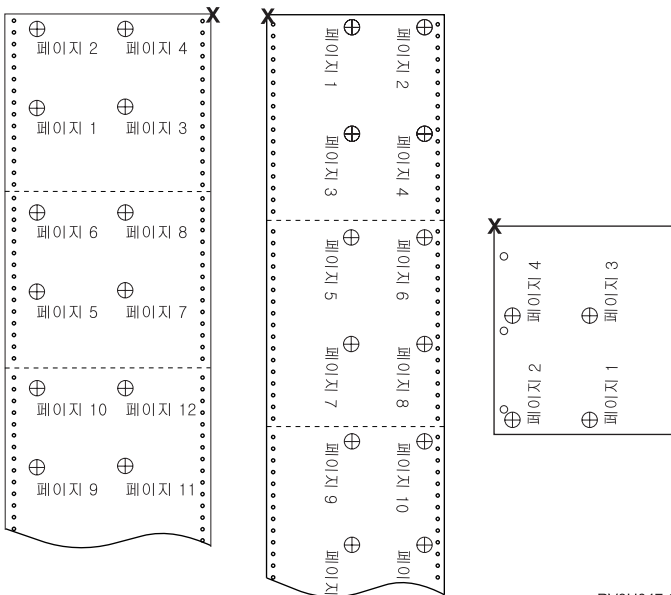 X
페이지 2 페이지 4
페이지 1 페이지 3
페이지 6 페이지 8
페이지 5 페이지 7
페이지 10 페이지 12
페이지 9 페이지 11
X
페이지 1 페이지 2
페이지 3 페이지 4
페이지 5 페이지 6
페이지 7 페이지 8
페이지 9 페이지 10
페이지
X
페이지 4 페이지 3
페이지 2 페이지 1